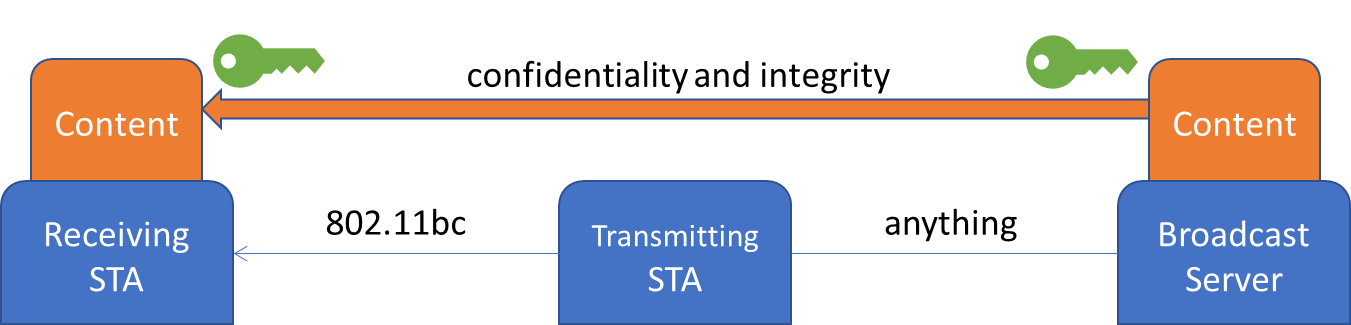 confidentiality and integrity
Content
Content
802.11bc
anything
Receiving
STA
Transmitting
STA
Broadcast
Server